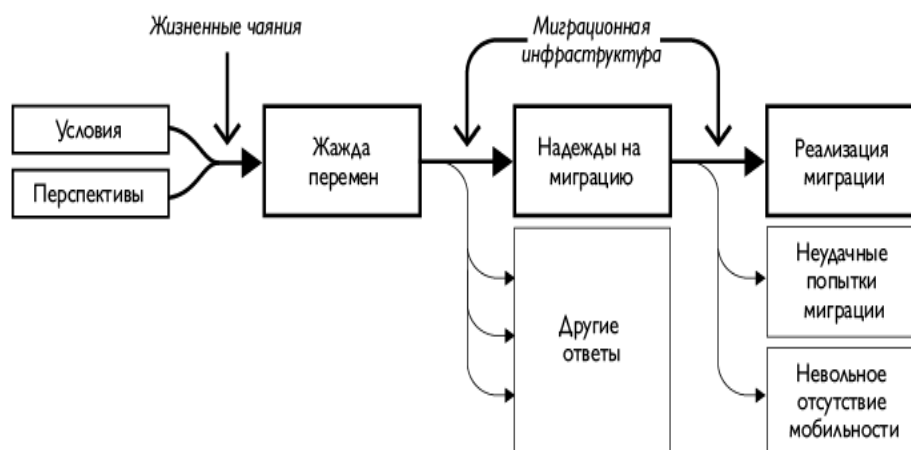 Жизненные чаяния
Миграционная
инфраструктура
Условия
Перспективы
Жажда
перемен
Надежды на
миграцию
Реализация
миграции
Другие
ответы
Неудачные
попытки
миграции
Невольное
отсутствие
мобильности